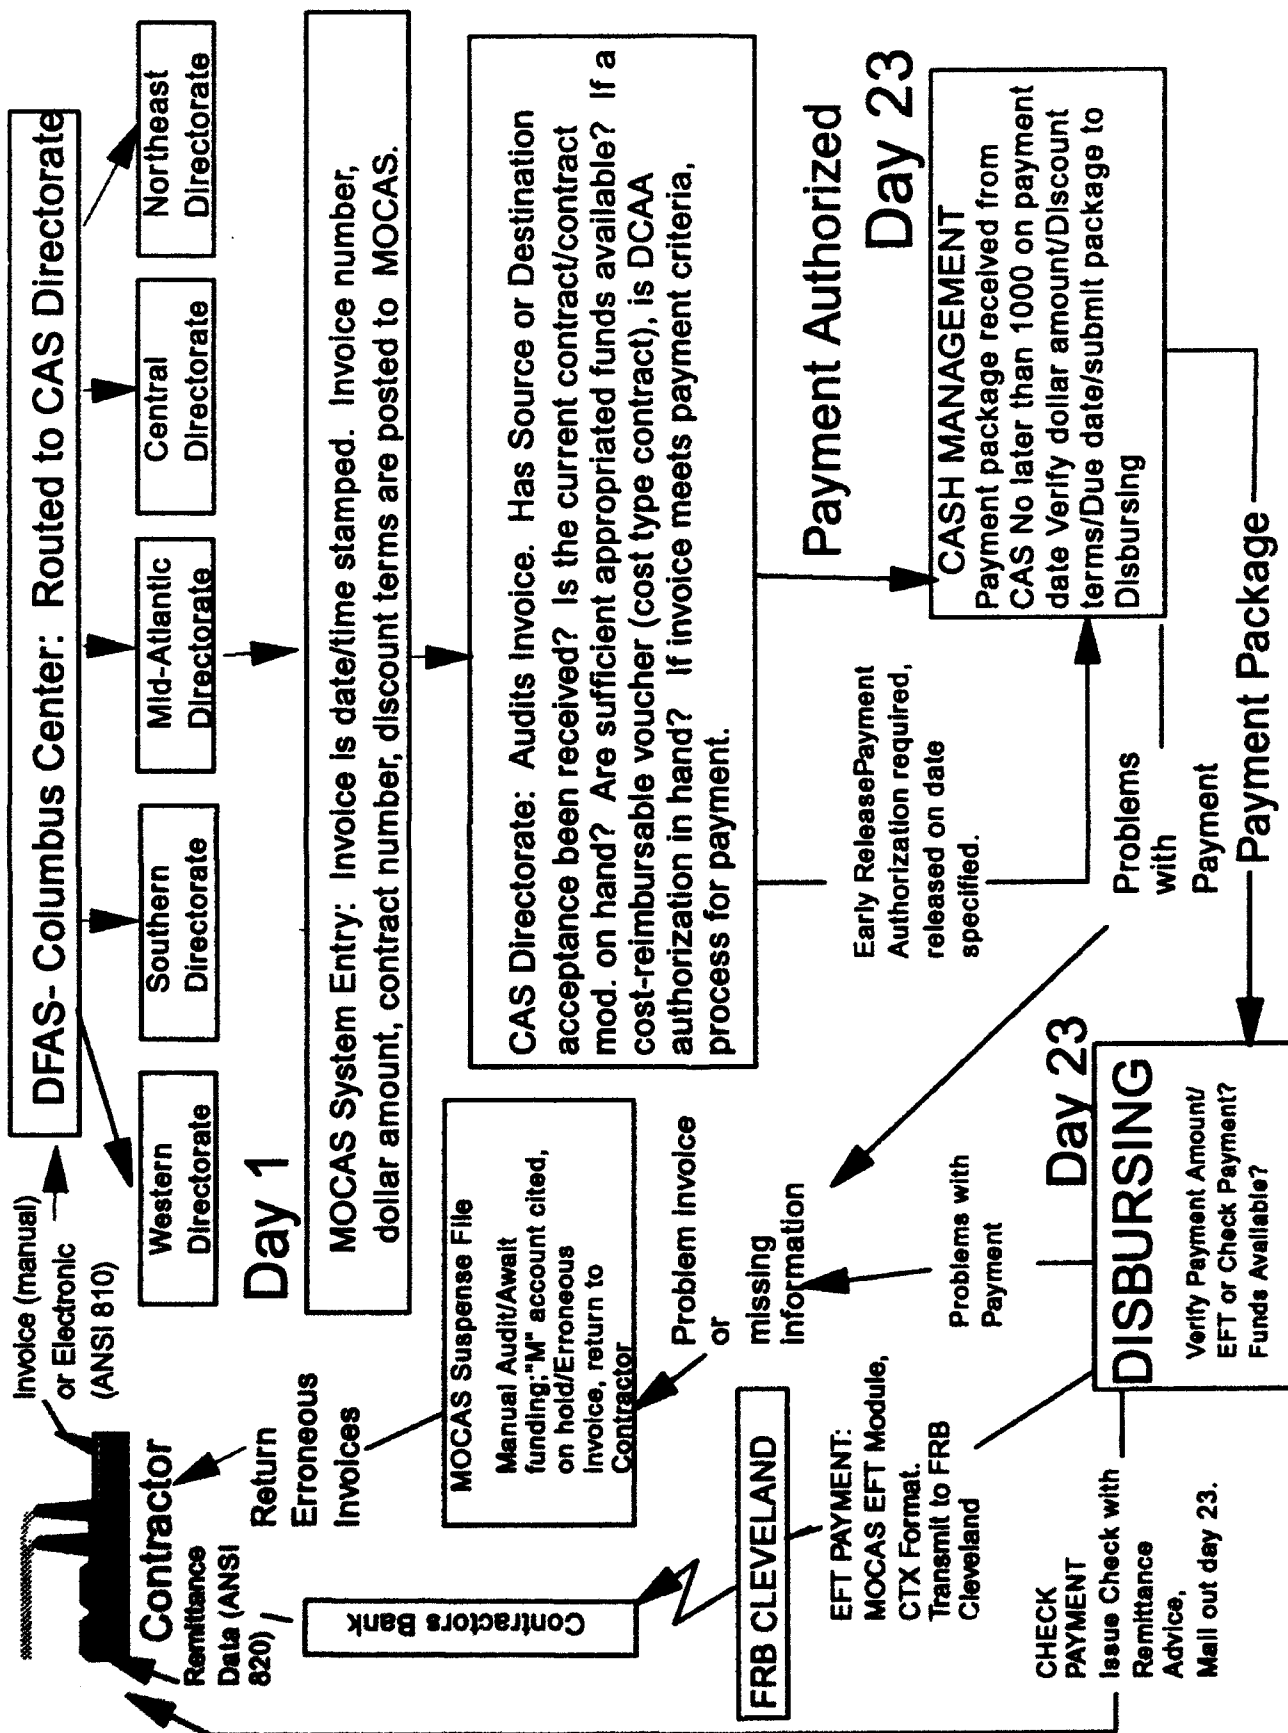 Invoice (manual)
or Electronic
(ANSI 810)
DFAS- Columbus Center: Routed to CAS Directorate
Western
Directorate
Southern
Directorate
Mid-Atlantic
Directorate
Central
Directorate
Northeast
Directorate
Contractor
Remittance
Data (ANSI
820)
Day 1
MOCAS System Entry: Invoice is date/time stamped. Invoice number,
dollar amount, contract number, discount terms are posted to MOCAS.
Return
Erroneous
Invoices
Contractors Bank
MOCAS Suspense File
Manual Audit/Await
funding;"M" account cited,
on hold/Erroneous
invoice, return to
Contractor
CAS Directorate: Audits Invoice. Has Source or Destination
acceptance been received? Is the current contract/contract
mod. on hand? Are sufficient appropriated funds available? If a
cost-reimbursable voucher (cost type contract), is DCAA
authorization in hand? If invoice meets payment criteria,
process for payment.
Problem invoice
or
missing
information
FRB CLEVELAND
Payment Authorized
Day 23
Early ReleasePayment
Authorization required,
released on date
specified.
CASH MANAGEMENT
Payment package received from
CAS No later than 1000 on payment
date Verify dollar amount/Discount
terms/Due date/submit package to
Disbursing
EFT PAYMENT:
MOCAS EFT Module,
CTX Format.
Transmit to FRB
Cleveland
Problems with
Payment
Problems
with
Payment
Payment Package
Day 23
DISBURSING
Verify Payment Amount/
EFT or Check Payment?
Funds Available?
CHECK
PAYMENT
Issue Check with
Remittance
Advice,
Mail out day 23.